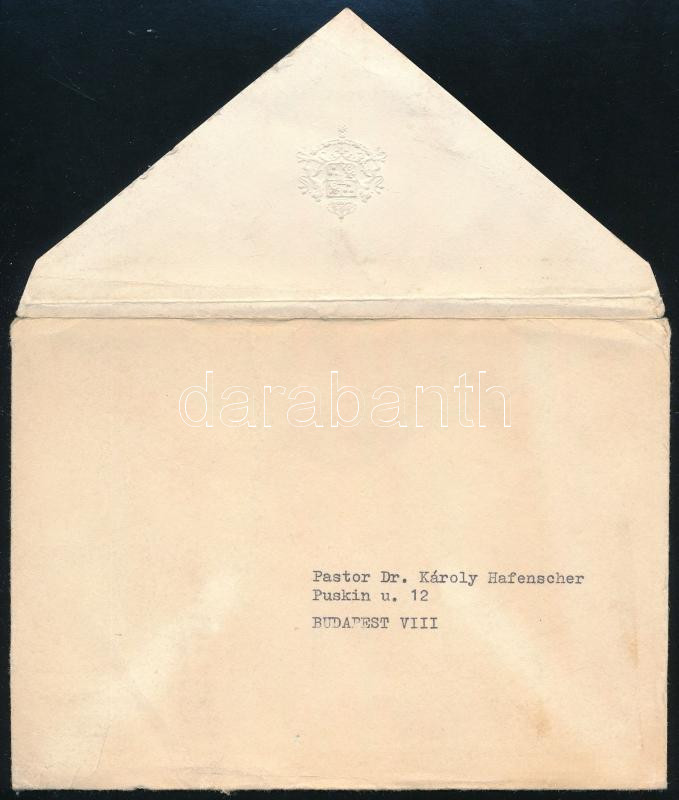 darabanth
Pastor Dr. Károly Hafenscher
Puskin u. 12
BUDAPEST VIII